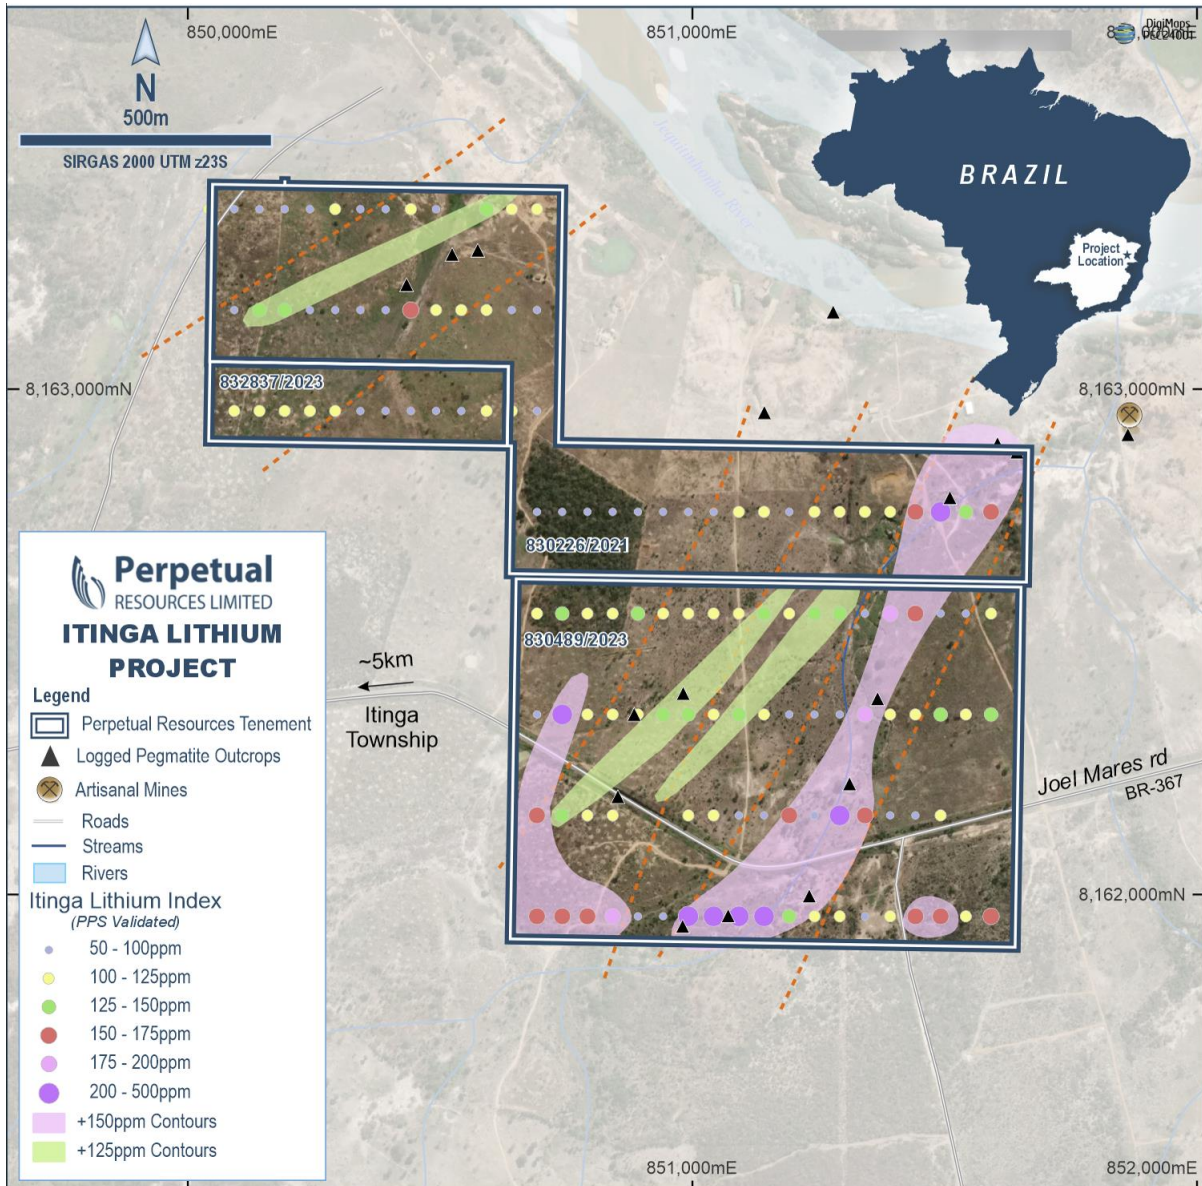 850,000mE
851,000mE
DigiMaps
N
500m
SIRGAS 2000 UTM z23S
Jequitinhonha River
BRAZIL
Project
Location
8,163,000mN
8,163,000mN
832837/2023
830226/2021
830489/2023
Perpetual
RESOURCES LIMITED
ITINGA LITHIUM
PROJECT
~5km
Itinga
Township
Joel Mares rd
BR-367
Legend
Perpetual Resources Tenement
Logged Pegmatite Outcrops
Artisanal Mines
Roads
Streams
Rivers
Itinga Lithium Index
(PPS Validated)
50 - 100ppm
100 - 125ppm
125 - 150ppm
150 - 175ppm
175 - 200ppm
200 - 500ppm
+150ppm Contours
+125ppm Contours
8,162,000mN
851,000mE
852,000mE